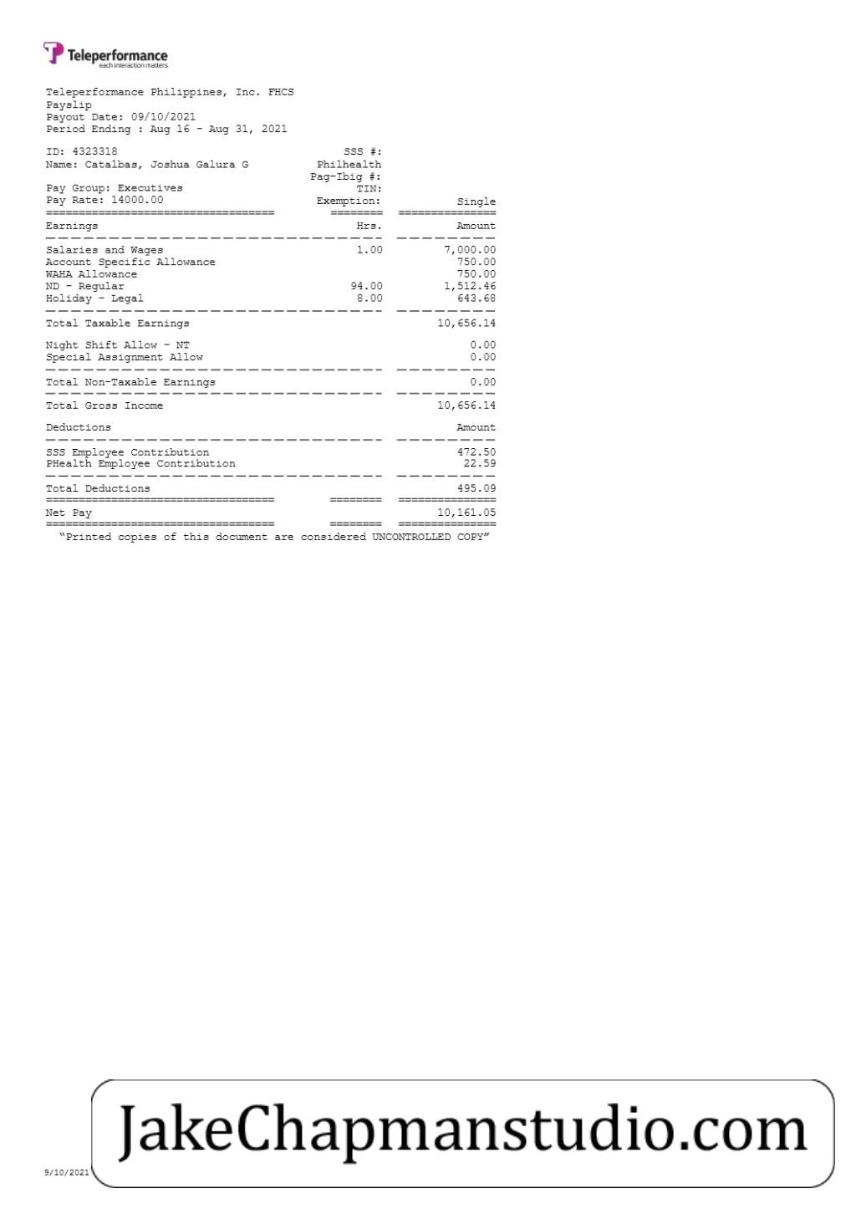 Teleperformance
each interaction matters
Teleperformance Philippines, Inc. FHCS
Payslip
Payout Date: 09/10/2021
Period Ending : Aug 16 - Aug 31, 2021
ID: 4323318 SSS #:
Name: Catalbas, Joshua Galura G Philhealth
Pag-Ibig #:
Pay Group: Executives TIN:
Pay Rate: 14000.00 Exemption: Single
Earnings Hrs. Amount
Salaries and Wages 1.00 7,000.00
Account Specific Allowance 750.00
WAHA Allowance 750.00
ND - Regular 94.00 1,512.46
Holiday - Legal 8.00 643.68
Total Taxable Earnings 10,656.14
Night Shift Allow - NT 0.00
Special Assignment Allow 0.00
Total Non-Taxable Earnings 0.00
Total Gross Income 10,656.14
Deductions Amount
SSS Employee Contribution 472.50
PHealth Employee Contribution 22.59
Total Deductions 495.09
Net Pay 10,161.05
"Printed copies of this document are considered UNCONTROLLED COPY"
JakeChapmanstudio.com
9/10/2021